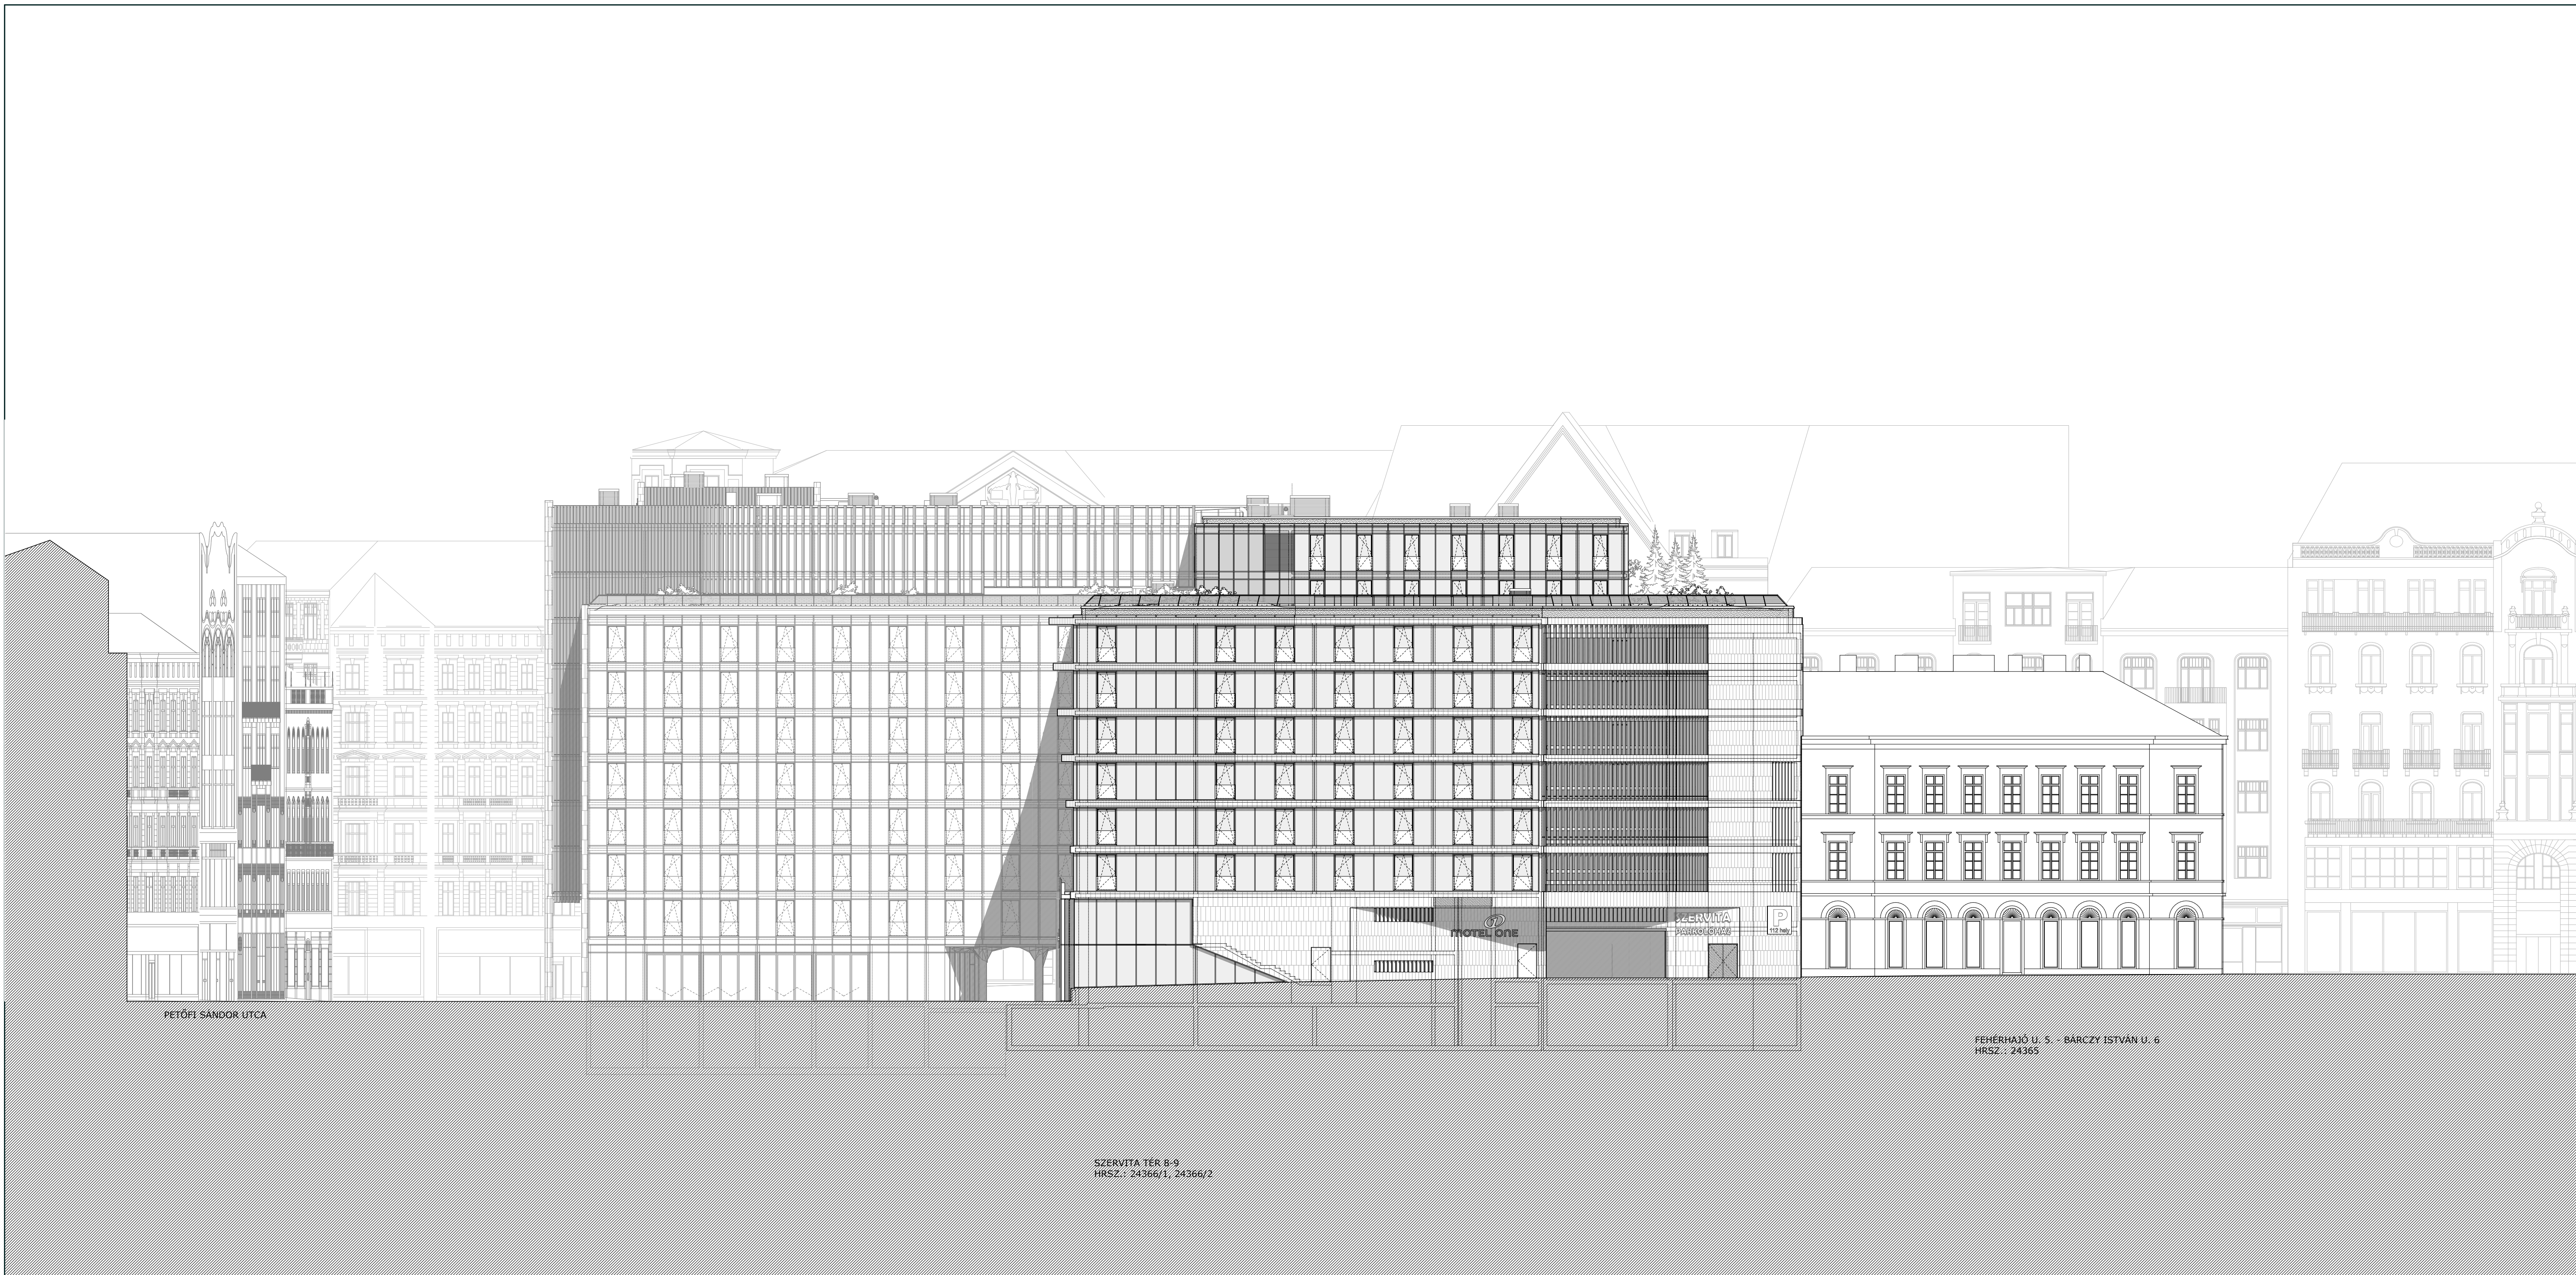 MOTEL ONE
SZERVITA
PARKOLÓHÁZ
P
112 hely
PETŐFI SÁNDOR UTCA
FEHÉRHAJÓ U. 5. - BÁRCZY ISTVÁN U. 6
HRSZ.: 24365
SZERVITA TÉR 8-9
HRSZ.: 24366/1, 24366/2